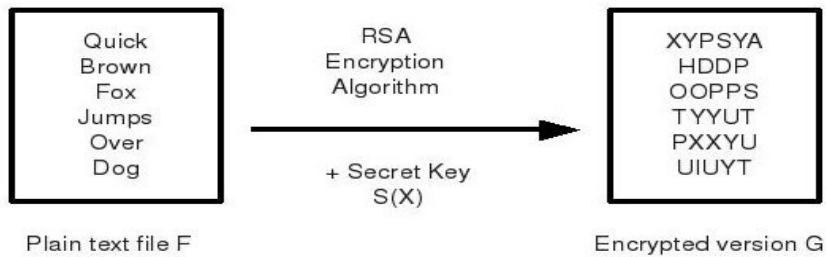 Quick
Brown
Fox
Jumps
Over
Dog
Plain text file F
RSA
Encryption
Algorithm
+ Secret Key
S(X)
XYPSYA
HDDP
OOPPS
TYYUT
PXXYU
UIUYT
Encrypted version G